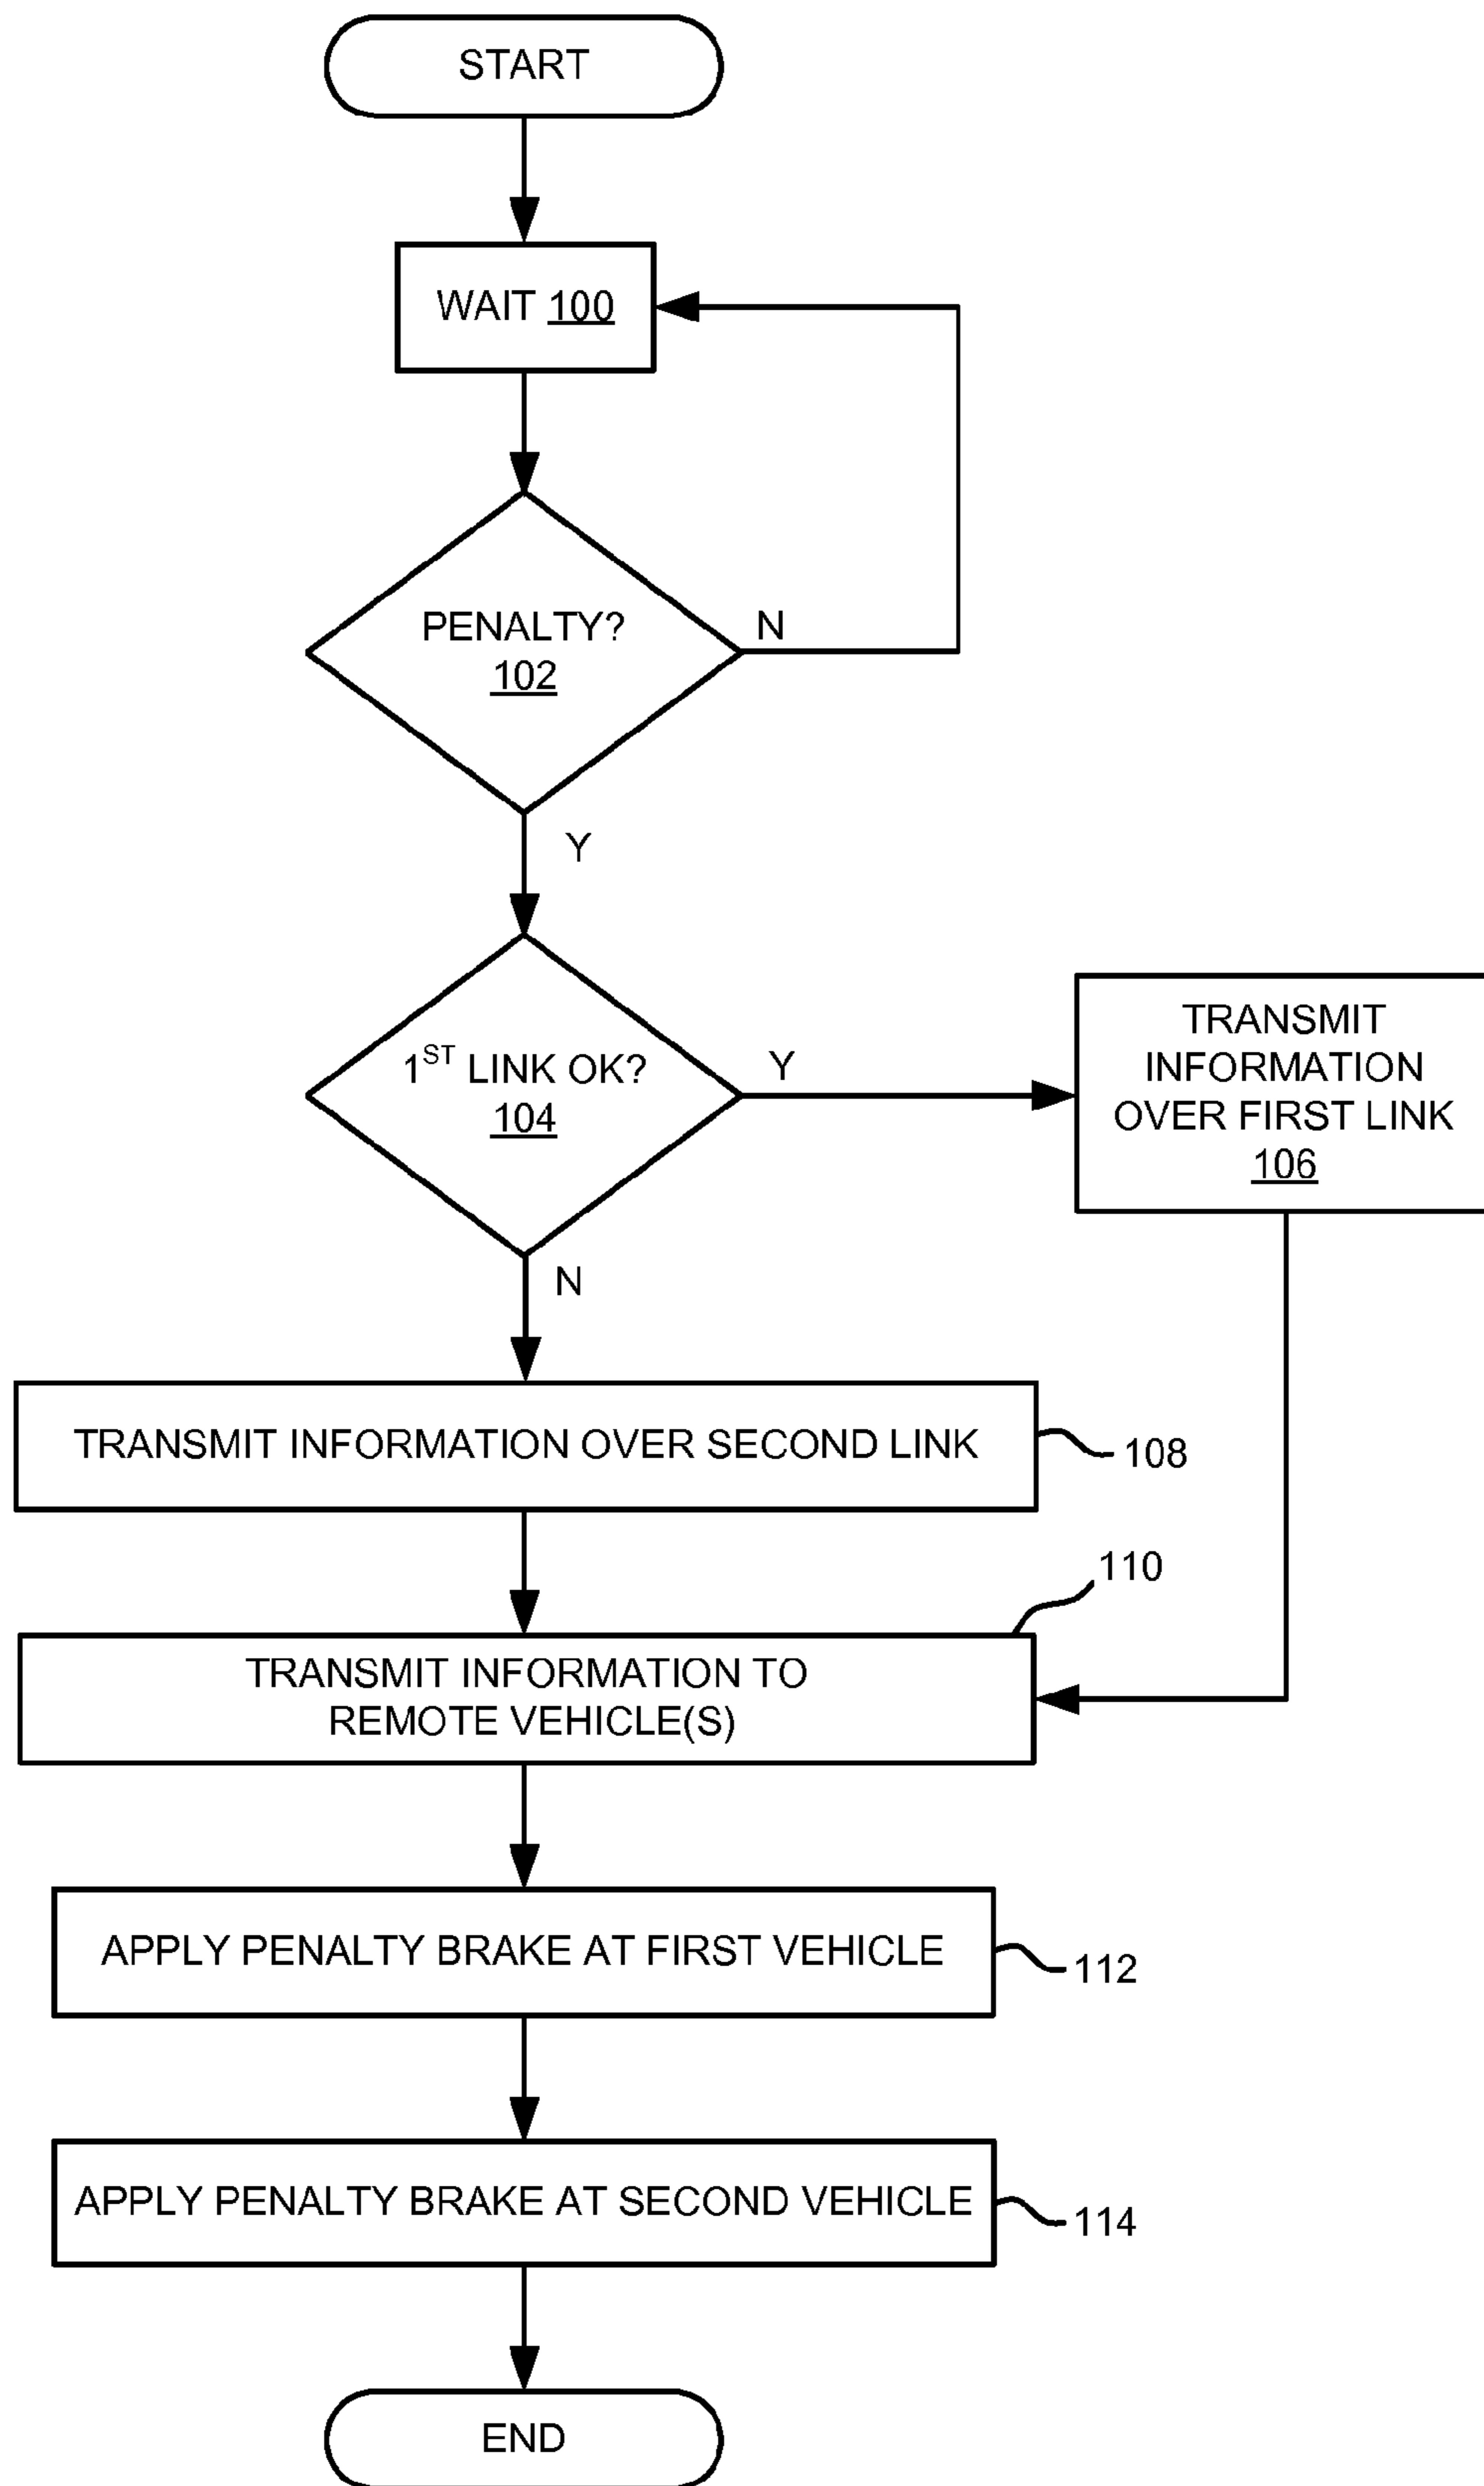 START
WAIT 100
PENALTY?
102
N
Y
1ST LINK OK?
104
Y
TRANSMIT
INFORMATION
OVER FIRST LINK
106
N
TRANSMIT INFORMATION OVER SECOND LINK
108
110
TRANSMIT INFORMATION TO
REMOTE VEHICLE(S)
APPLY PENALTY BRAKE AT FIRST VEHICLE
112
APPLY PENALTY BRAKE AT SECOND VEHICLE
114
END